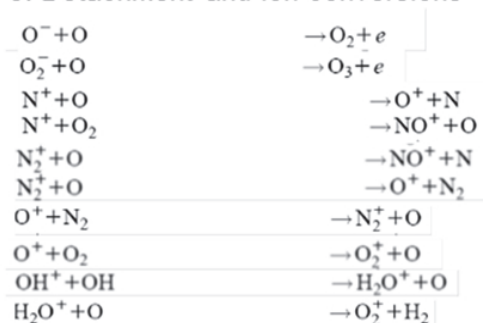 O⁻+O →O₂+e
O₂⁻+O →O₃+e
N⁺+O →O⁺+N
N⁺+O₂ →NO⁺+O
N₂⁺+O →NO⁺+N
N₂⁺+O →O⁺+N₂
O⁺+N₂ →N₂⁺+O
O⁺+O₂ →O₂⁺+O
OH⁺+OH →H₂O⁺+O
H₂O⁺+O →O₂⁺+H₂